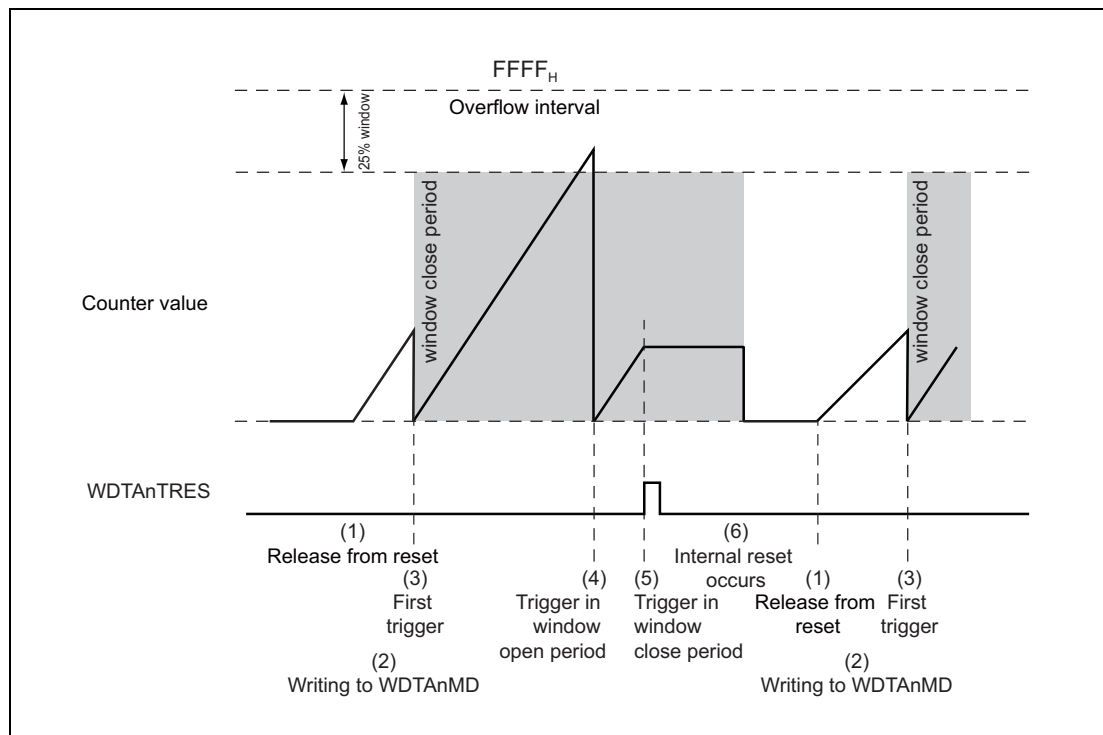 FFFFH
Overflow interval
25% window
window close period
window close period
Counter value
WDTAnTRES
(1)
Release from reset
(6)
Internal reset
occurs
(3)
First
trigger
(4)
Trigger in
window
open period
(5)
Trigger in
window
close period
(1)
Release from
reset
(3)
First
trigger
(2)
Writing to WDTAnMD
(2)
Writing to WDTAnMD